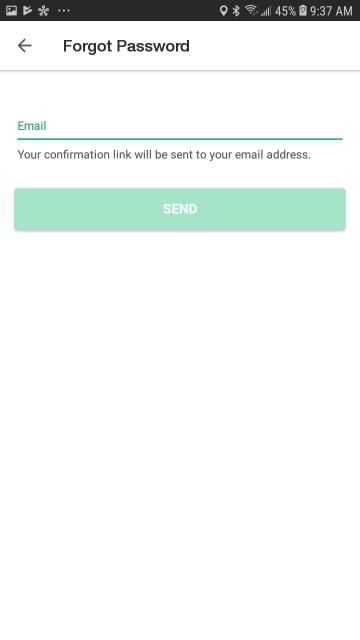 45% 9:37 AM
Forgot Password
Email
Your confirmation link will be sent to your email address.
SEND